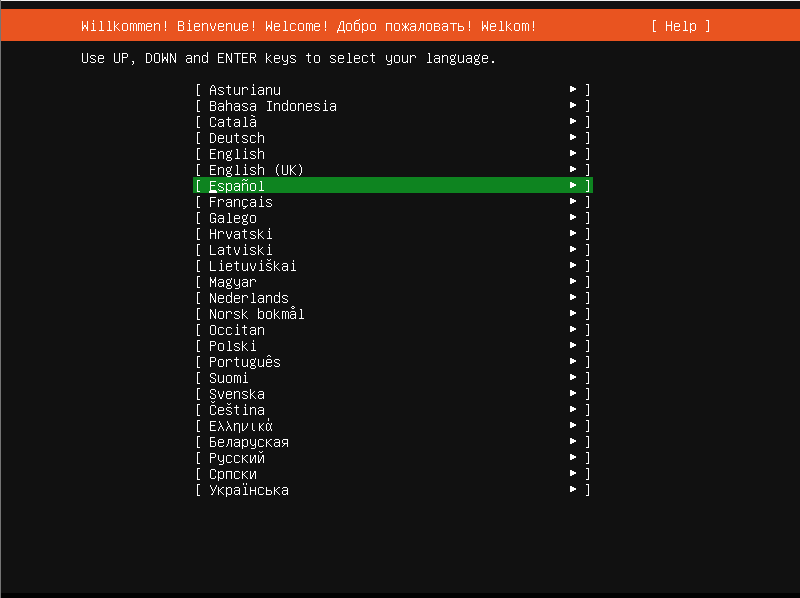 Willkommen! Bienvenue! Welcome! Добро пожаловать! Welkom! [ Help ]
Use UP, DOWN and ENTER keys to select your language.
[ Asturianu ▸ ]
[ Bahasa Indonesia ▸ ]
[ Català ▸ ]
[ Deutsch ▸ ]
[ English ▸ ]
[ English (UK) ▸ ]
[ Español ▸ ]
[ Français ▸ ]
[ Galego ▸ ]
[ Hrvatski ▸ ]
[ Latviski ▸ ]
[ Lietuviškai ▸ ]
[ Magyar ▸ ]
[ Nederlands ▸ ]
[ Norsk bokmål ▸ ]
[ Occitan ▸ ]
[ Polski ▸ ]
[ Português ▸ ]
[ Suomi ▸ ]
[ Svenska ▸ ]
[ Čeština ▸ ]
[ Ελληνικά ▸ ]
[ Беларуская ▸ ]
[ Русский ▸ ]
[ Српски ▸ ]
[ Українська ▸ ]